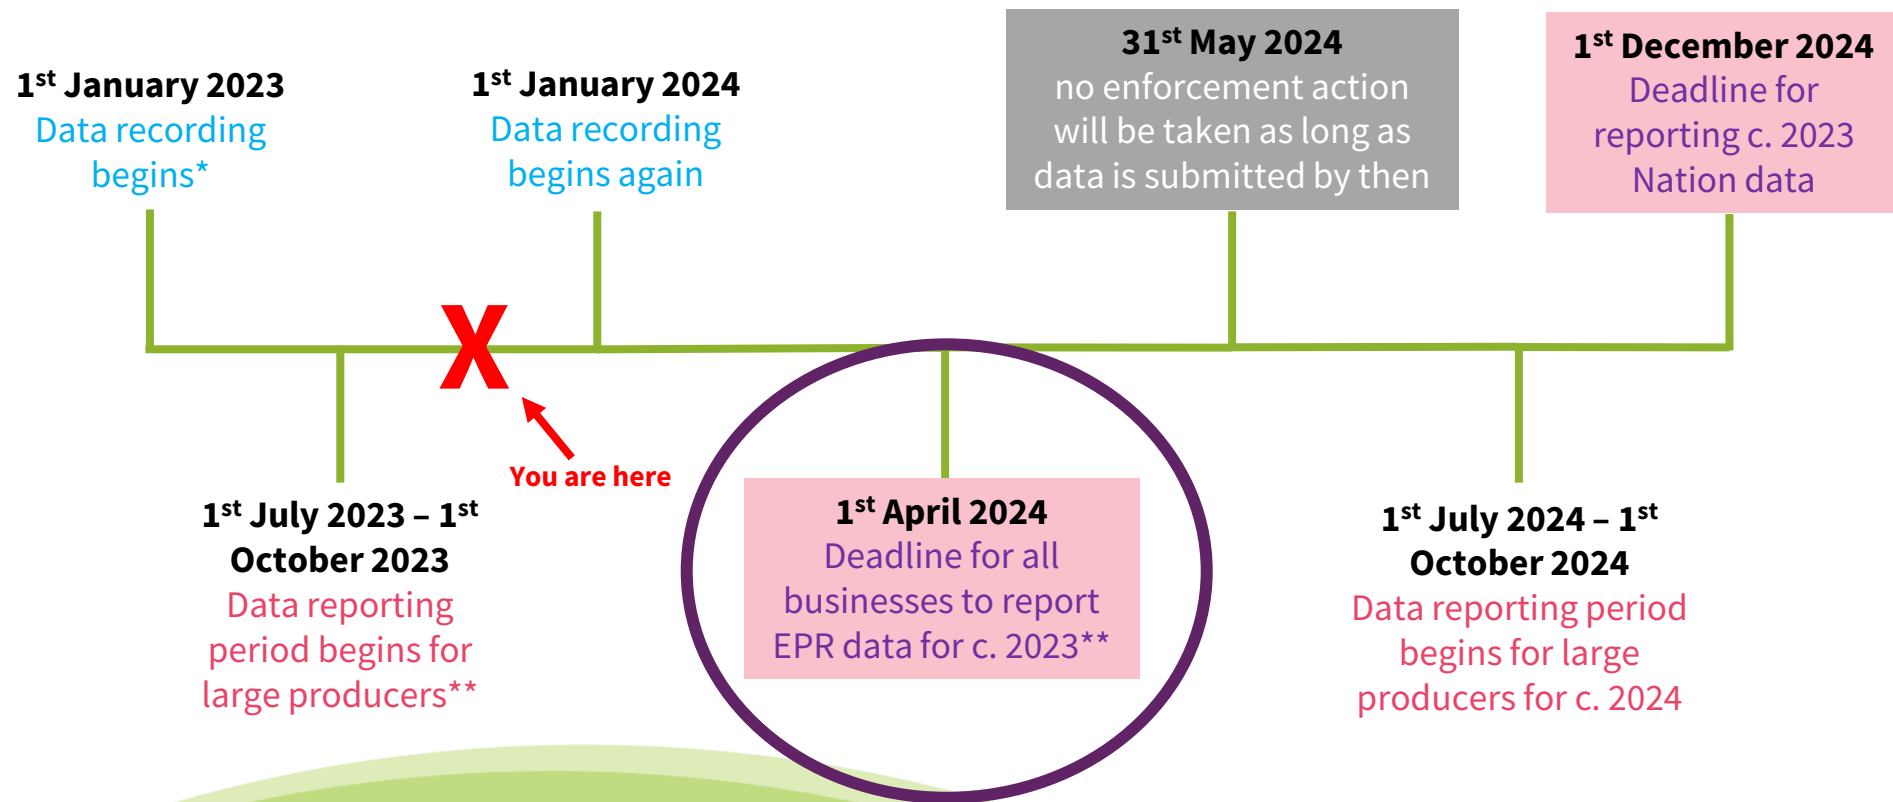 1st January 2023
Data recording
begins*
1st January 2024
Data recording
begins again
31st May 2024
no enforcement action
will be taken as long as
data is submitted by then
1st December 2024
Deadline for
reporting c. 2023
Nation data
X
You are here
1st July 2023 – 1st
October 2023
Data reporting
period begins for
large producers**
1st April 2024
Deadline for all
businesses to report
EPR data for c. 2023**
1st July 2024 – 1st
October 2024
Data reporting period
begins for large
producers for c. 2024